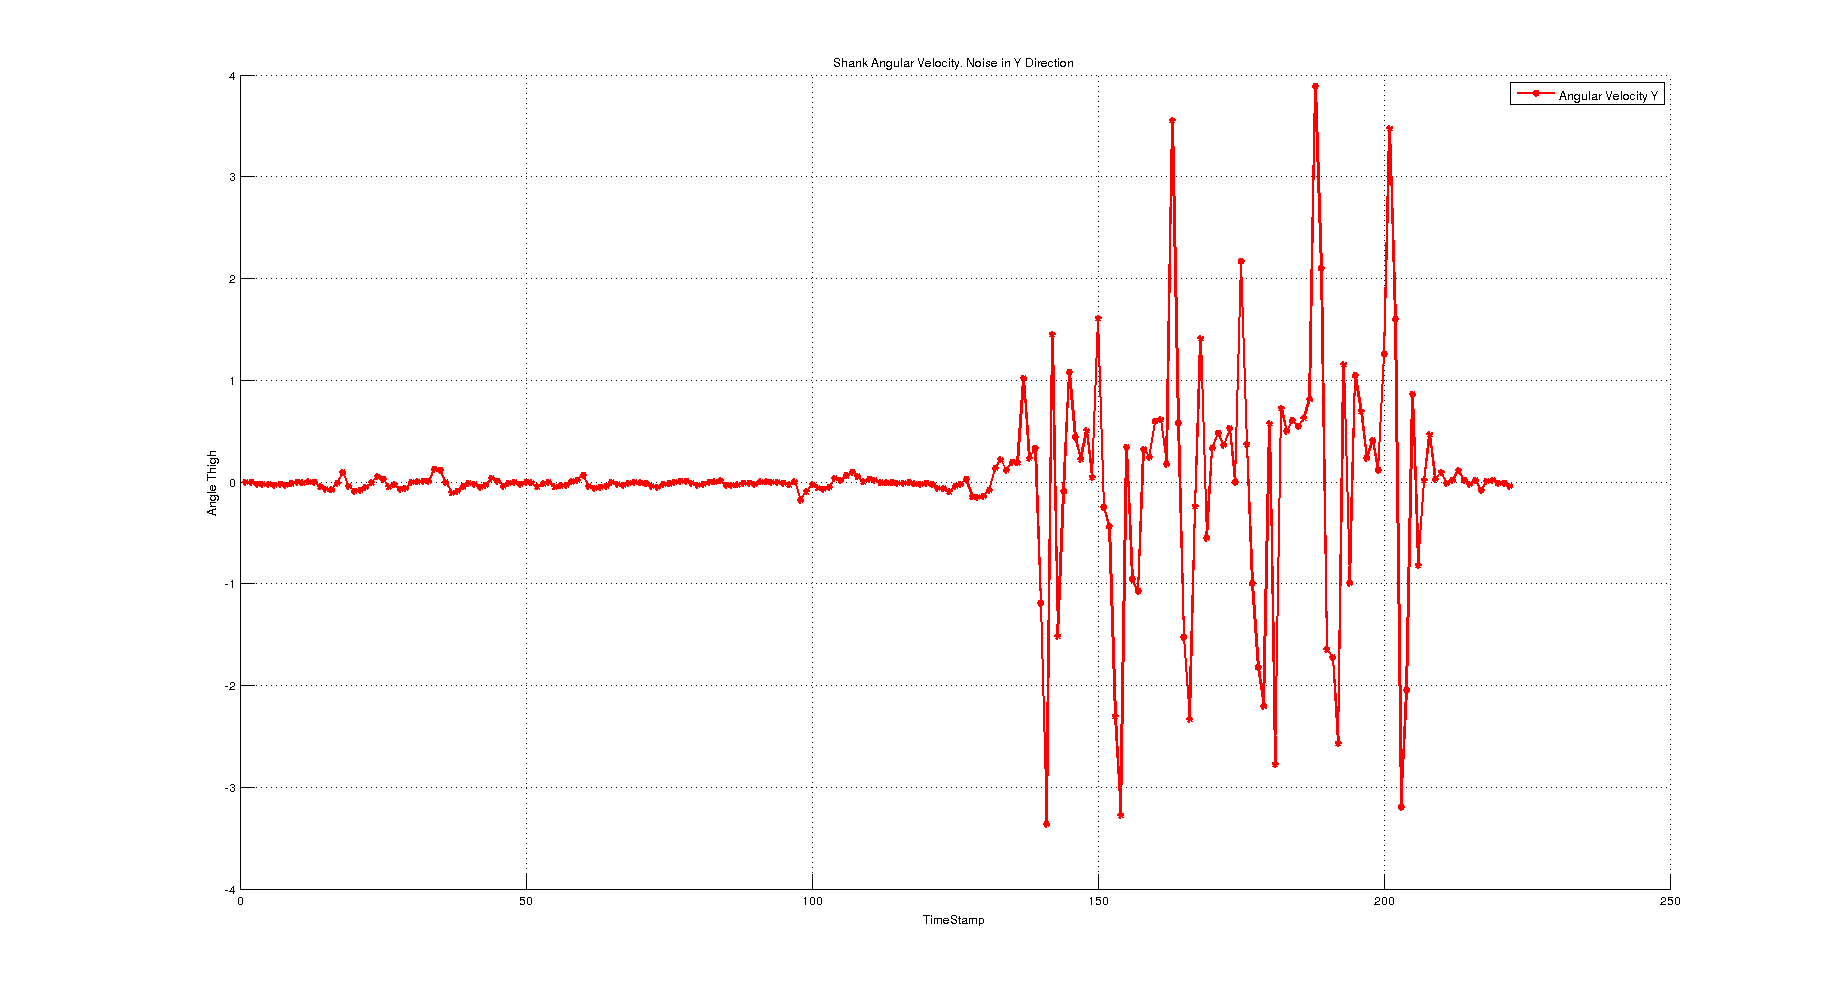 Shank Angular Velocity. Noise in Y Direction
Angular Velocity Y
4
3
2
1
0
-1
-2
-3
-4
Angle Thigh
0 50 100 150 200 250
TimeStamp